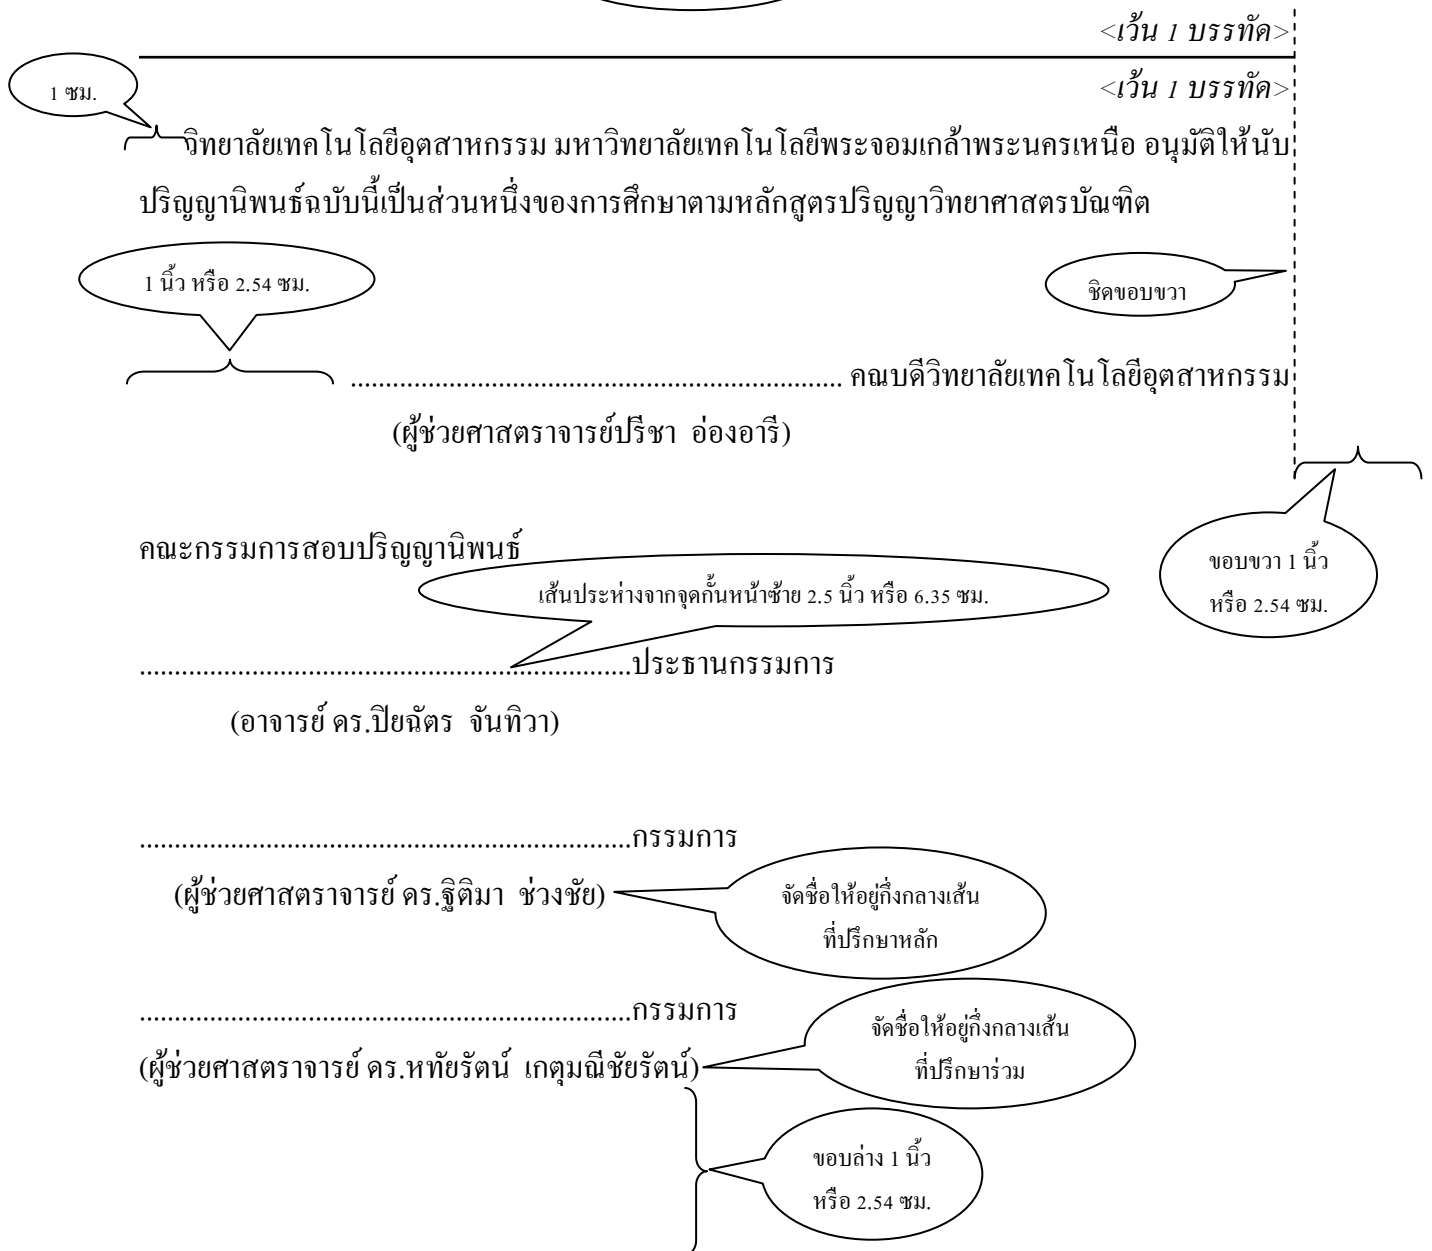 <เว้น 1 บรรทัด>
<เว้น 1 บรรทัด>
1 ซม.
วิทยาลัยเทคโนโลยีอุตสาหกรรม มหาวิทยาลัยเทคโนโลยีพระจอมเกล้าพระนครเหนือ อนุมัติให้นับ
ปริญญานิพนธ์ฉบับนี้เป็นส่วนหนึ่งของการศึกษาตามหลักสูตรปริญญาวิทยาศาสตรบัณฑิต
1 นิ้ว หรือ 2.54 ซม.
ชิดขอบขวา
...................................................................... คณบดีวิทยาลัยเทคโนโลยีอุตสาหกรรม
(ผู้ช่วยศาสตราจารย์ปรีชา อ่องอารี)
คณะกรรมการสอบปริญญานิพนธ์
ขอบขวา 1 นิ้ว
หรือ 2.54 ซม.
เส้นประห่างจากจุดกั้นหน้าซ้าย 2.5 นิ้ว หรือ 6.35 ซม.
......................................................................ประธานกรรมการ
(อาจารย์ ดร.ปิยฉัตร จันทิวา)
......................................................................กรรมการ
(ผู้ช่วยศาสตราจารย์ ดร.ฐิติมา ช่วงชัย)
จัดชื่อให้อยู่กึ่งกลางเส้น
ที่ปรึกษาหลัก
......................................................................กรรมการ
(ผู้ช่วยศาสตราจารย์ ดร.หทัยรัตน์ เกตุมณีชัยรัตน์)
จัดชื่อให้อยู่กึ่งกลางเส้น
ที่ปรึกษาร่วม
ขอบล่าง 1 นิ้ว
หรือ 2.54 ซม.